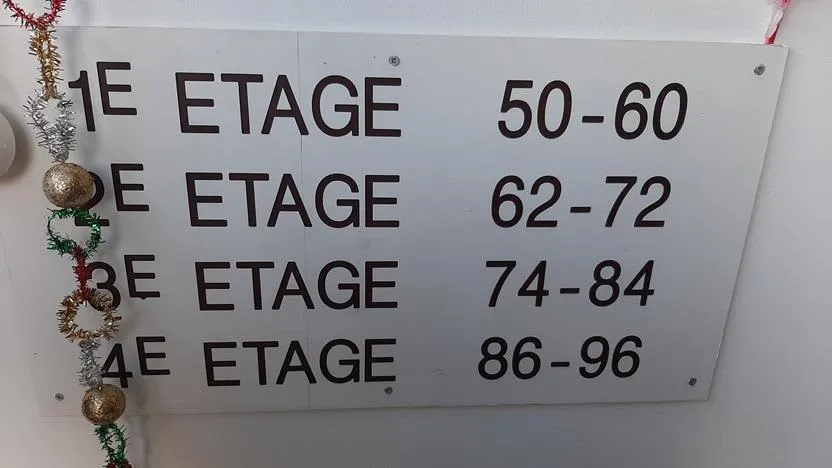 1E ETAGE 50-60
2E ETAGE 62-72
3E ETAGE 74-84
4E ETAGE 86-96